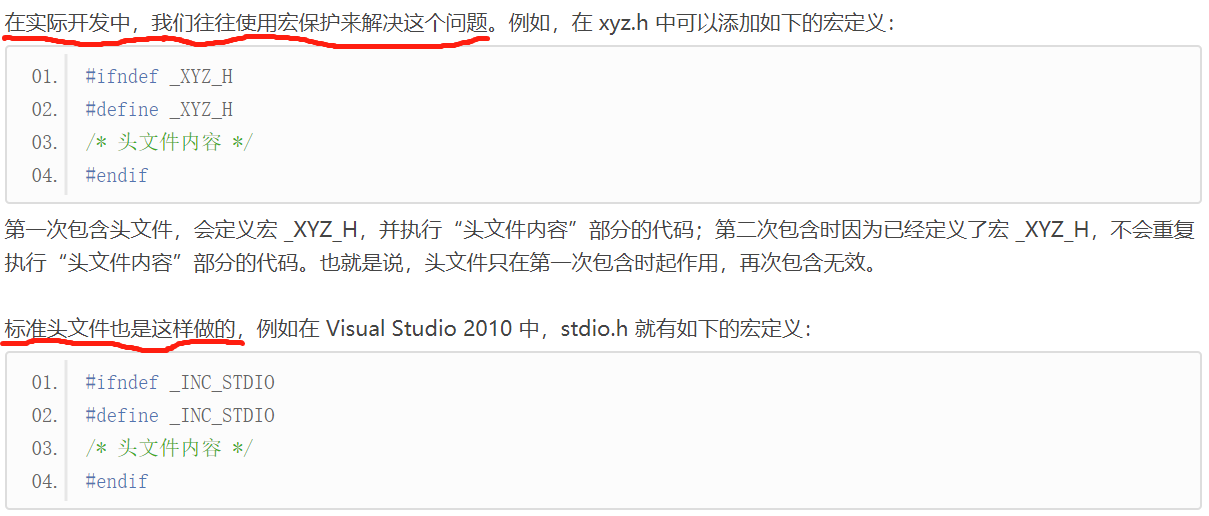 在实际开发中，我们往往使用宏保护来解决这个问题。例如，在 xyz.h 中可以添加如下的宏定义：
01. #ifndef _XYZ_H
02. #define _XYZ_H
03. /* 头文件内容 */
04. #endif
第一次包含头文件，会定义宏 _XYZ_H，并执行“头文件内容”部分的代码；第二次包含时因为已经定义了宏 _XYZ_H，不会重复
执行“头文件内容”部分的代码。也就是说，头文件只在第一次包含时起作用，再次包含无效。
标准头文件也是这样做的，例如在 Visual Studio 2010 中，stdio.h 就有如下的宏定义：
01. #ifndef _INC_STDIO
02. #define _INC_STDIO
03. /* 头文件内容 */
04. #endif